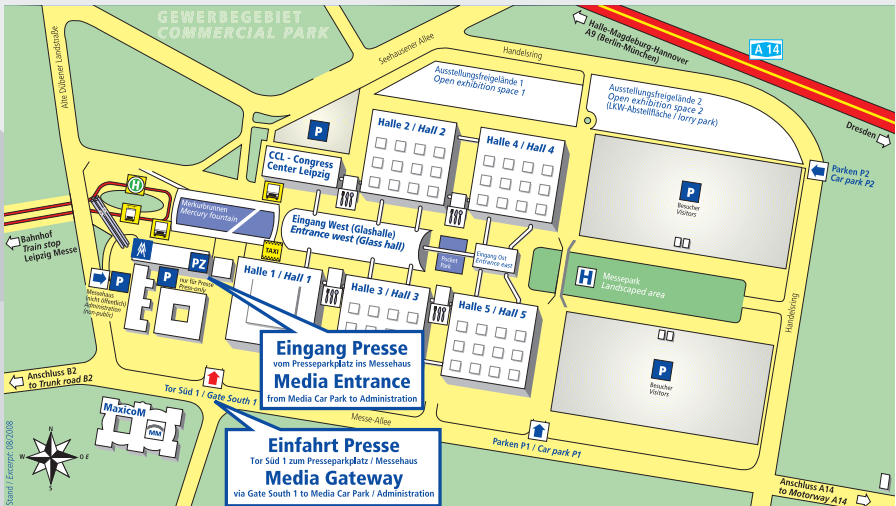 GEWERBEGEBIET
COMMERCIAL PARK
Alte Dübener Landstraße
Seehausener Allee
Handelsring
Halle-Magdeburg-Hannover
A9 (Berlin-München)
A 14
Dresden
Ausstellungsfreigelände 1
Open exhibition space 1
Ausstellungsfreigelände 2
Open exhibition space 2
(LKW-Abstellfläche / lorry park)
Parken P2
Car park P2
P
Halle 2 / Hall 2
Halle 4 / Hall 4
CCL - Congress
Center Leipzig
P
Besucher
Visitors
H
Merkurbrunnen
Mercury fountain
Eingang West (Glashalle)
Entrance west (Glass hall)
TAXI
Pocket
Park
Eingang Ost
Entrance east
Bahnhof
Train stop
Leipzig Messe
H
Messepark
Landscaped area
Handelsring
PZ
P
P
nur für Presse
Press-only
Messehaus
(nicht öffentlich)
Administration
(non-public)
Halle 1 / Hall 1
Halle 3 / Hall 3
Halle 5 / Hall 5
Eingang Presse
vom Presseparkplatz ins Messehaus
Media Entrance
from Media Car Park to Administration
P
Besucher
Visitors
Anschluss B2
to Trunk road B2
Tor Süd 1 / Gate South 1
Messe-Allee
MaxicoM
MM
Einfahrt Presse
Tor Süd 1 zum Presseparkplatz / Messehaus
Media Gateway
via Gate South 1 to Media Car Park / Administration
Parken P1 / Car park P1
Anschluss A14
to Motorway A14
N
W
O E
S
Stand / Excerpt: 08/2008